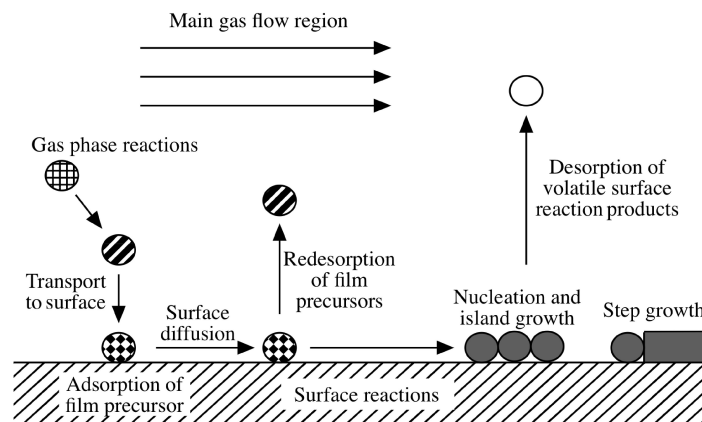 Main gas flow region
Gas phase reactions
Desorption of
volatile surface
reaction products
Transport
to surface
Redesorption
of film
precursors
Surface
diffusion
Nucleation and
island growth
Step growth
Adsorption of
film precursor
Surface reactions